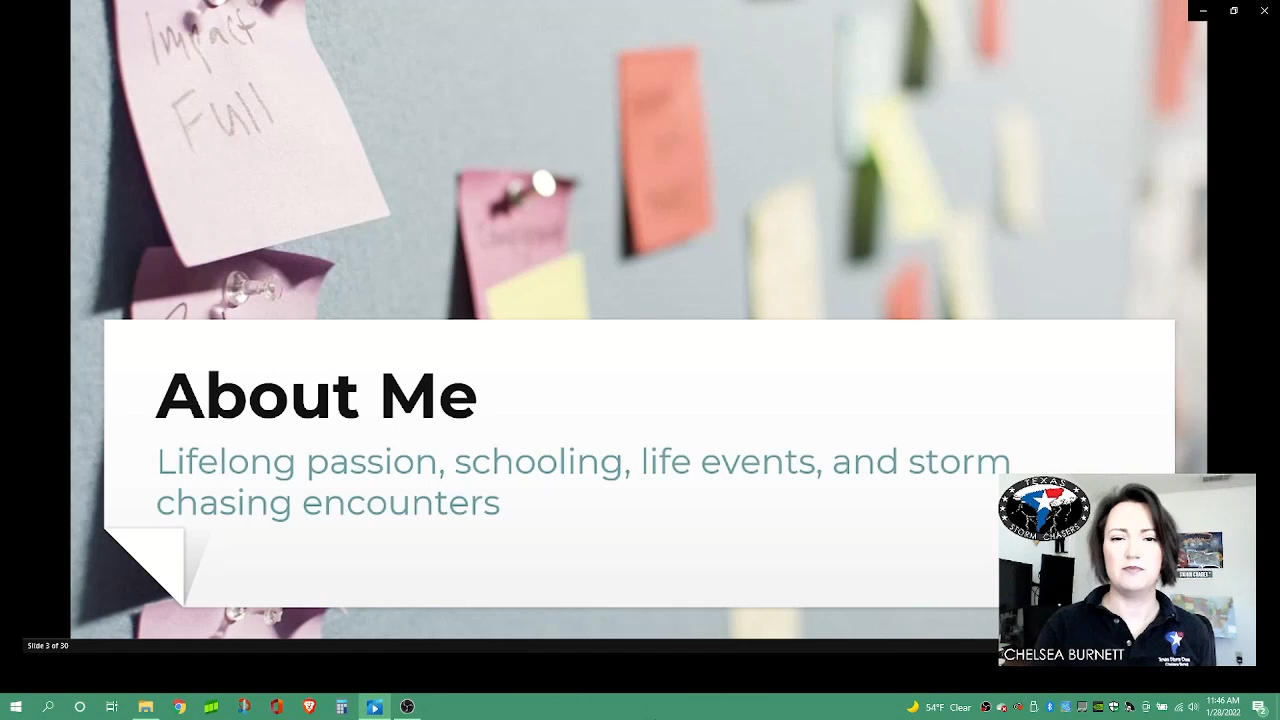 Impact
Full
About Me
Lifelong passion, schooling, life events, and storm
chasing encounters
TEXAS
STORM CHASERS
CHELSEA BURNETT
Slide 3 of 30
54°F Clear
11:46 AM
1/28/2022
2